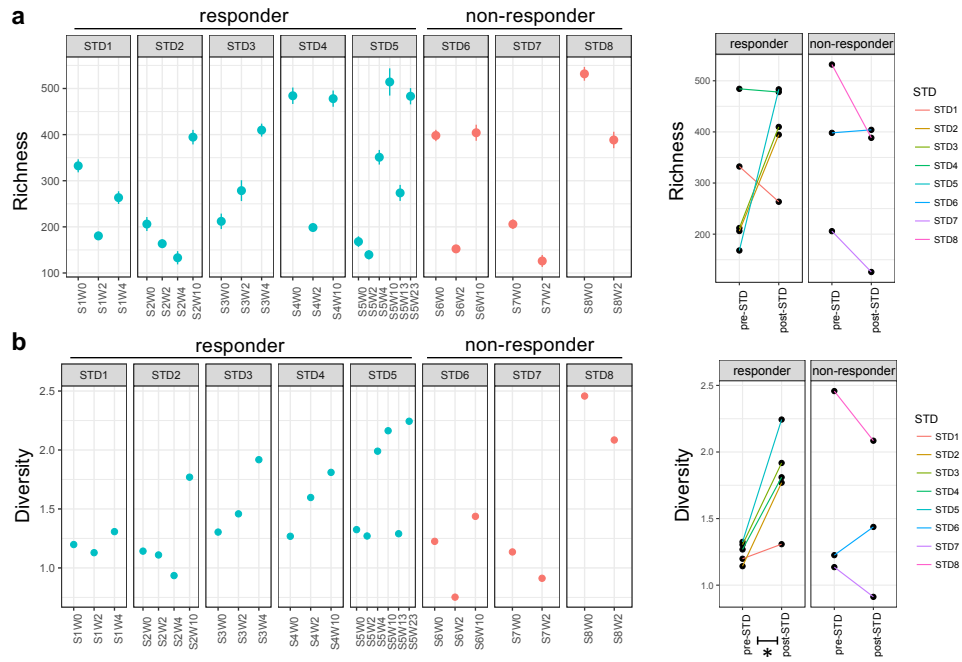 a
responder
non-responder
STD1 STD2 STD3 STD4 STD5 STD6 STD7 STD8
Richness
500
400
300
200
100
S1W0 S1W2 S1W4 S2W0 S2W2 S2W4 S2W10 S3W0 S3W2 S3W4 S4W0 S4W2 S4W10 S5W0 S5W2 S5W4 S5W10 S5W13 S5W23 S6W0 S6W2 S6W10 S7W0 S7W2 S8W0 S8W2
responder non-responder
Richness
500
400
300
200
pre-STD post-STD pre-STD post-STD
STD
STD1
STD2
STD3
STD4
STD5
STD6
STD7
STD8
b
responder
non-responder
STD1 STD2 STD3 STD4 STD5 STD6 STD7 STD8
Diversity
2.5
2.0
1.5
1.0
S1W0 S1W2 S1W4 S2W0 S2W2 S2W4 S2W10 S3W0 S3W2 S3W4 S4W0 S4W2 S4W10 S5W0 S5W2 S5W4 S5W10 S5W13 S5W23 S6W0 S6W2 S6W10 S7W0 S7W2 S8W0 S8W2
responder non-responder
Diversity
2.5
2.0
1.5
1.0
pre-STD post-STD pre-STD post-STD
*
STD
STD1
STD2
STD3
STD4
STD5
STD6
STD7
STD8